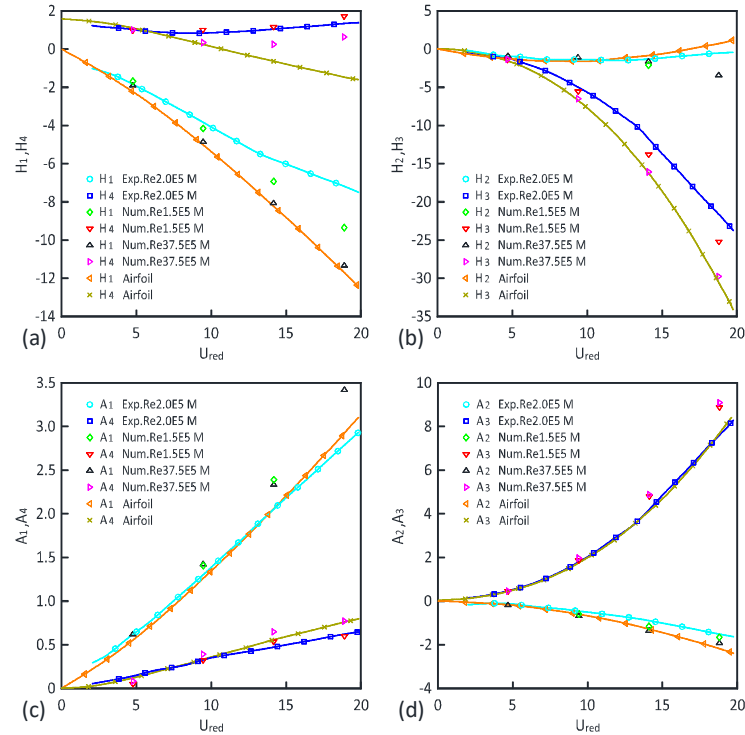 2
0
-2
-4
-6
-8
-10
-12
-14
H1,H4
H1 Exp.Re2.0E5 M
H4 Exp.Re2.0E5 M
H1 Num.Re1.5E5 M
H4 Num.Re1.5E5 M
H1 Num.Re37.5E5 M
H4 Num.Re37.5E5 M
H1 Airfoil
H4 Airfoil
0 5 10 15 20
(a)
Ured
5
0
-5
-10
-15
-20
-25
-30
-35
H2,H3
H2 Exp.Re2.0E5 M
H3 Exp.Re2.0E5 M
H2 Num.Re1.5E5 M
H3 Num.Re1.5E5 M
H2 Num.Re37.5E5 M
H3 Num.Re37.5E5 M
H2 Airfoil
H3 Airfoil
0 5 10 15 20
(b)
Ured
3.5
3.0
2.5
2.0
1.5
1.0
0.5
0.0
A1,A4
A1 Exp.Re2.0E5 M
A4 Exp.Re2.0E5 M
A1 Num.Re1.5E5 M
A4 Num.Re1.5E5 M
A1 Num.Re37.5E5 M
A4 Num.Re37.5E5 M
A1 Airfoil
A4 Airfoil
0 5 10 15 20
(c)
Ured
10
8
6
4
2
0
-2
-4
A2,A3
A2 Exp.Re2.0E5 M
A3 Exp.Re2.0E5 M
A2 Num.Re1.5E5 M
A3 Num.Re1.5E5 M
A2 Num.Re37.5E5 M
A3 Num.Re37.5E5 M
A2 Airfoil
A3 Airfoil
0 5 10 15 20
(d)
Ured